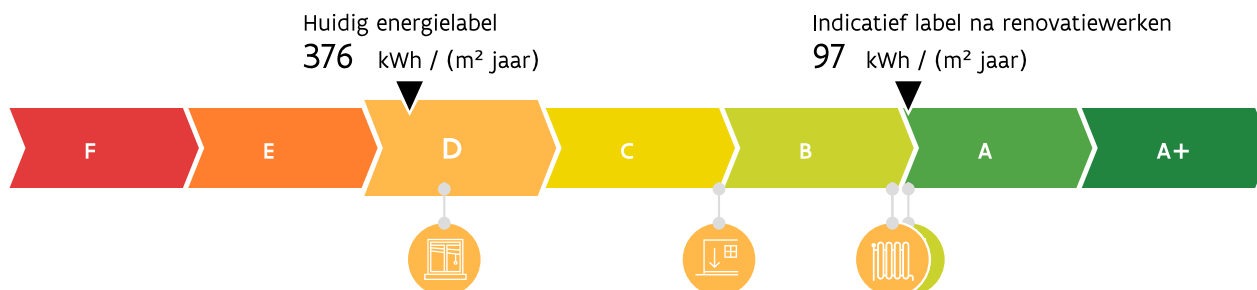 Huidig energielabel
376 kWh / (m² jaar)
Indicatief label na renovatiewerken
97 kWh / (m² jaar)
F E D C B A A+